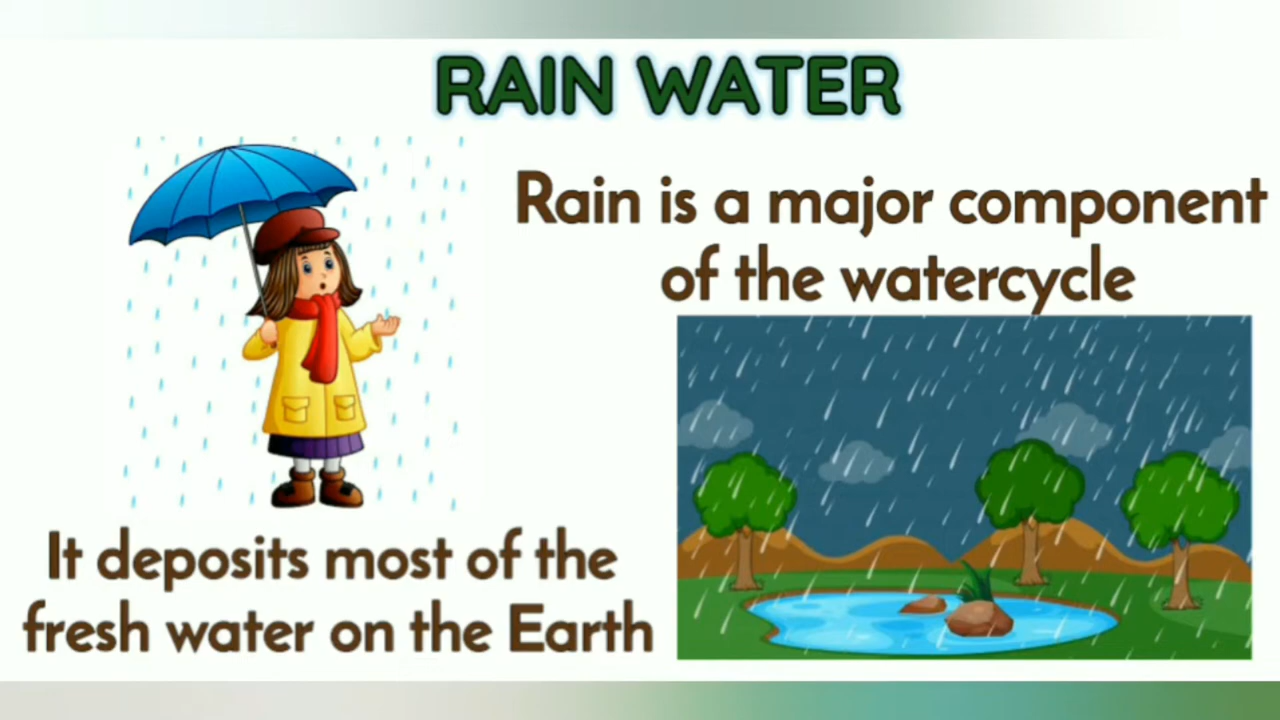 RAIN WATER
Rain is a major component
of the watercycle
It deposits most of the
fresh water on the Earth